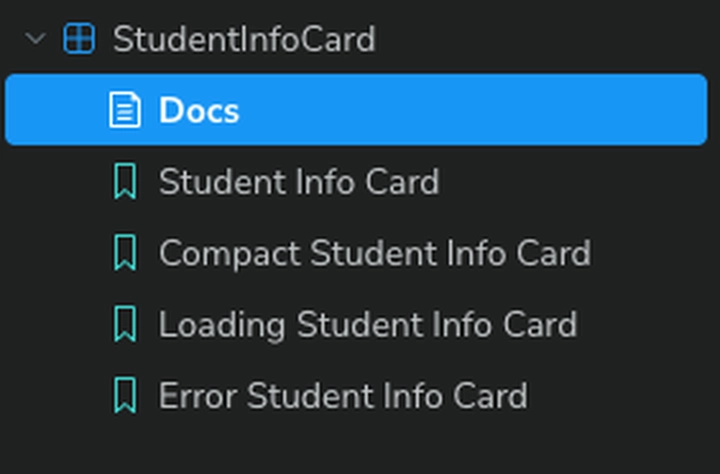 StudentInfoCard
Docs
Student Info Card
Compact Student Info Card
Loading Student Info Card
Error Student Info Card